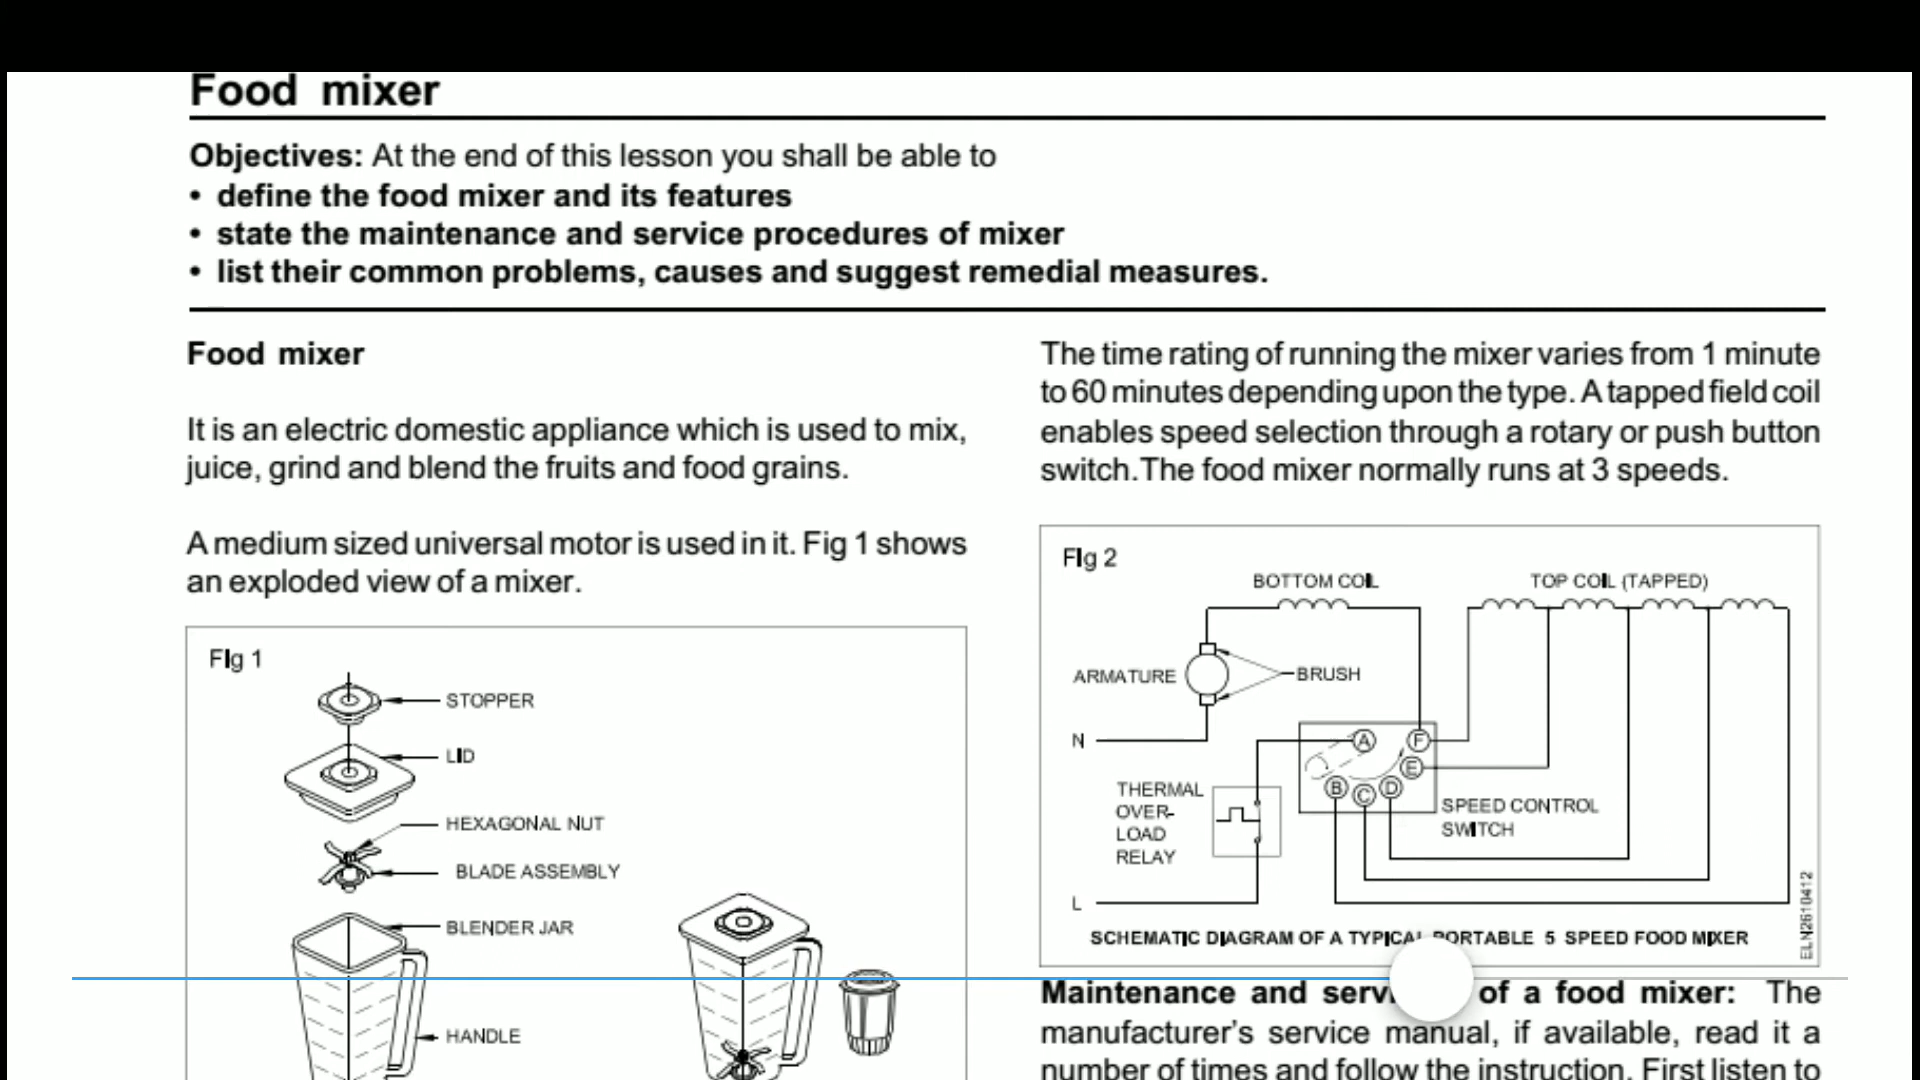 Food mixer
Objectives: At the end of this lesson you shall be able to
• define the food mixer and its features
• state the maintenance and service procedures of mixer
• list their common problems, causes and suggest remedial measures.
Food mixer
It is an electric domestic appliance which is used to mix,
juice, grind and blend the fruits and food grains.
A medium sized universal motor is used in it. Fig 1 shows
an exploded view of a mixer.
Fig 1
STOPPER
LID
HEXAGONAL NUT
BLADE ASSEMBLY
BLENDER JAR
HANDLE
The time rating of running the mixer varies from 1 minute
to 60 minutes depending upon the type. A tapped field coil
enables speed selection through a rotary or push button
switch. The food mixer normally runs at 3 speeds.
Fig 2
BOTTOM COIL
TOP COIL (TAPPED)
ARMATURE
BRUSH
N
A
F
E
B
C
D
THERMAL
OVER-
LOAD
RELAY
SPEED CONTROL
SWITCH
L
ELN2610412
SCHEMATIC DIAGRAM OF A TYPICAL PORTABLE 5 SPEED FOOD MIXER
Maintenance and of a food mixer: The
manufacturer's service manual, if available, read it a
number of times and follow the instruction. First listen to